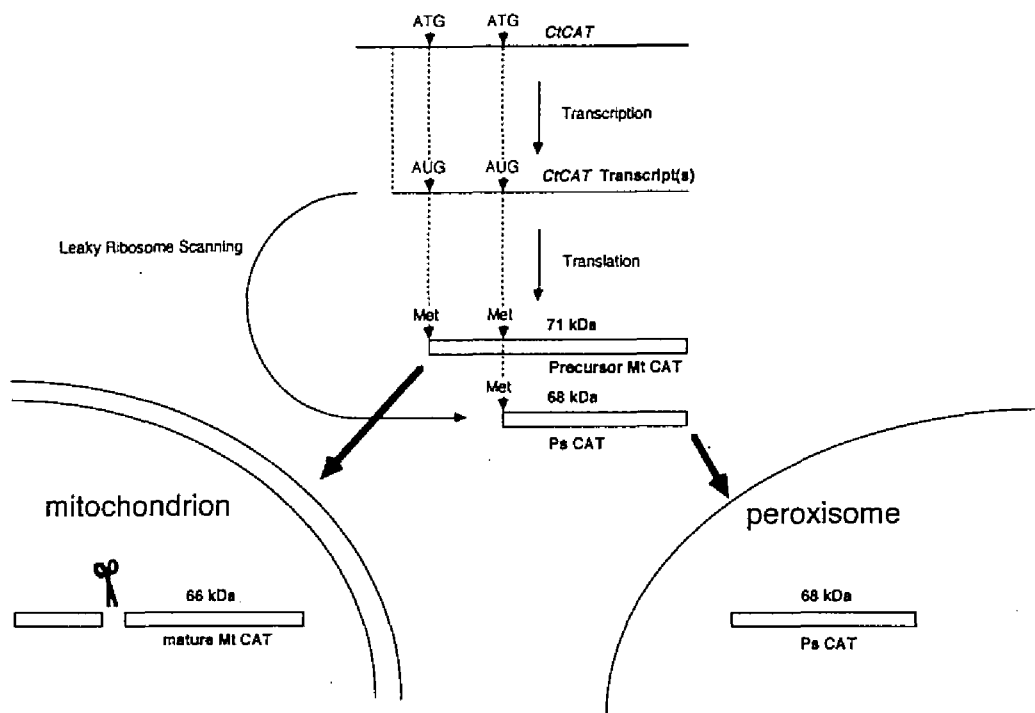 ATG ATG CtCAT
Transcription
AUG AUG CtCAT Transcript(s)
Leaky Ribosome Scanning
Translation
Met Met 71 kDa
Precursor Mt CAT
Met 68 kDa
Ps CAT
mitochondrion
peroxisome
66 kDa
mature Mt CAT
68 kDa
Ps CAT